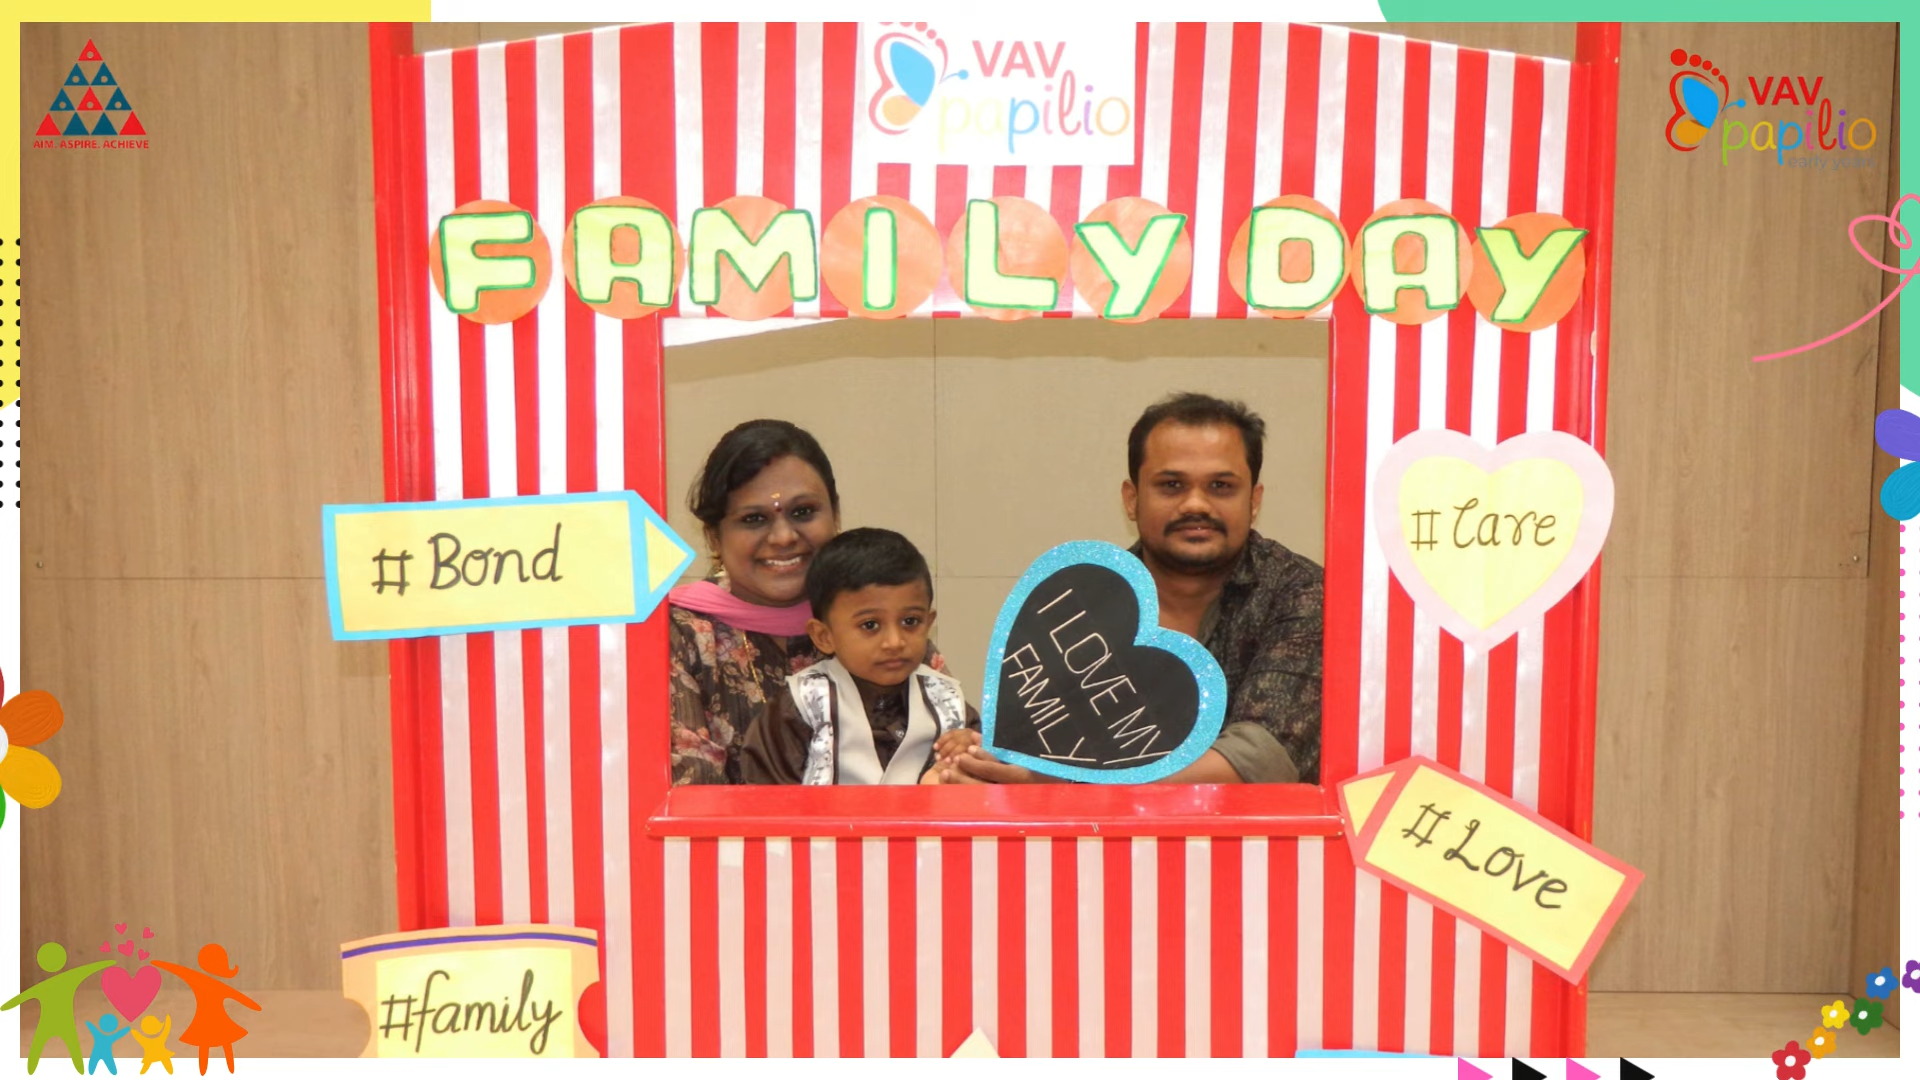 AIM. ASPIRE. ACHIEVE
VAV
papilio
VAV
papilio
early years
FAMILY DAY
#Bond
#Care
I LOVE MY
FAMILY
#Love
#family